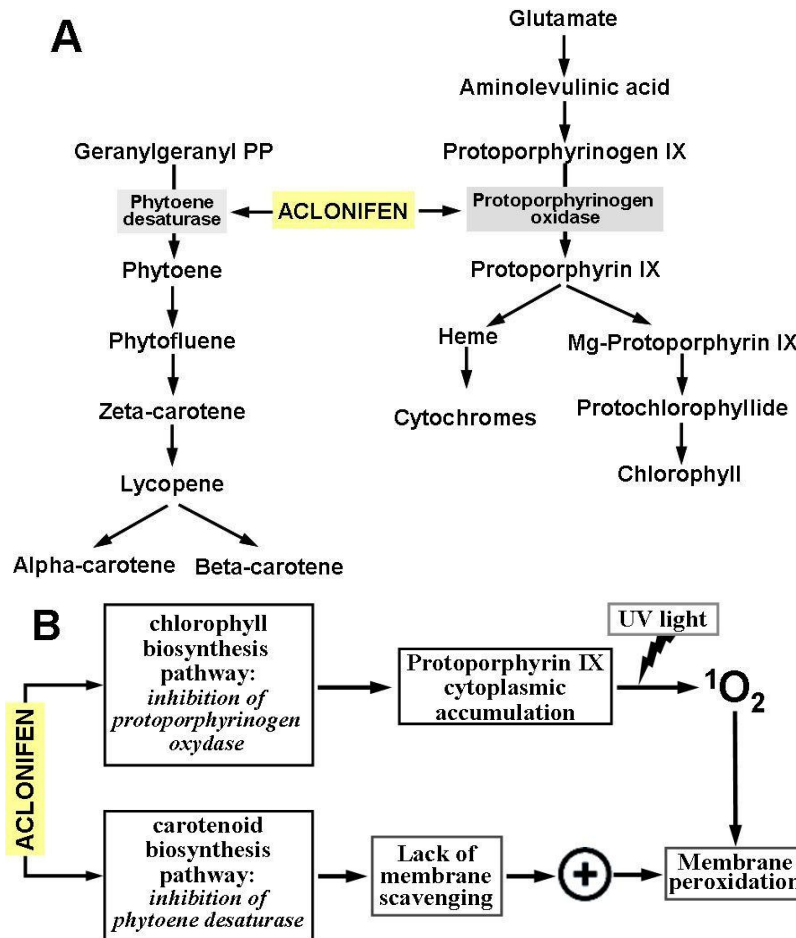 A
Glutamate
Aminolevulinic acid
Geranylgeranyl PP
Protoporphyrinogen IX
Phytoene
desaturase
ACLONIFEN
Protoporphyrinogen
oxidase
Phytoene
Protoporphyrin IX
Phytofluene
Heme
Mg-Protoporphyrin IX
Zeta-carotene
Cytochromes
Protochlorophyllide
Lycopene
Chlorophyll
Alpha-carotene
Beta-carotene
B
ACLONIFEN
chlorophyll
biosynthesis
pathway:
inhibition of
protoporphyrinogen
oxydase
Protoporphyrin IX
cytoplasmic
accumulation
UV light
¹O₂
carotenoid
biosynthesis
pathway:
inhibition of
phytoene desaturase
Lack of
membrane
scavenging
+
Membrane
peroxidation